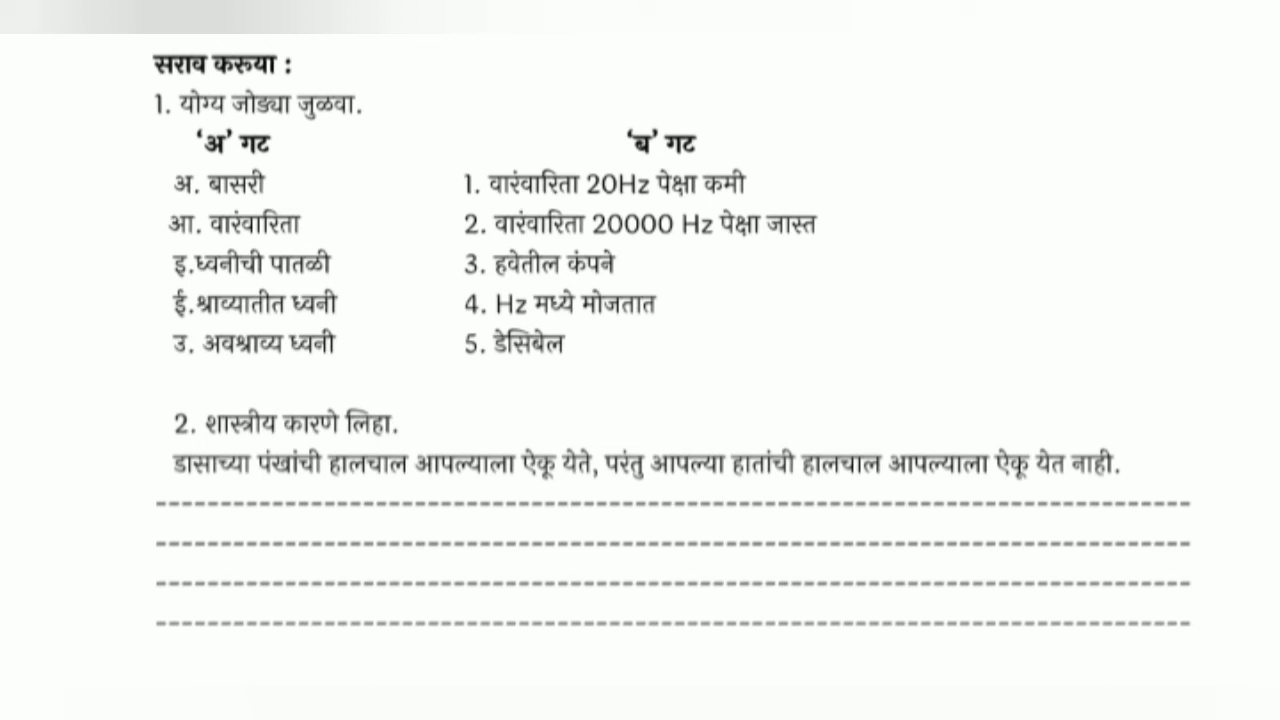 सराव करूया :
1. योग्य जोड्या जुळवा.
‘अ’ गट ‘ब’ गट
अ. बासरी 1. वारंवारिता 20Hz पेक्षा कमी
आ. वारंवारिता 2. वारंवारिता 20000 Hz पेक्षा जास्त
इ.ध्वनीची पातळी 3. हवेतील कंपने
ई.श्राव्यातीत ध्वनी 4. Hz मध्ये मोजतात
उ. अवश्राव्य ध्वनी 5. डेसिबेल
2. शास्त्रीय कारणे लिहा.
डासाच्या पंखांची हालचाल आपल्याला ऐकू येते, परंतु आपल्या हातांची हालचाल आपल्याला ऐकू येत नाही.